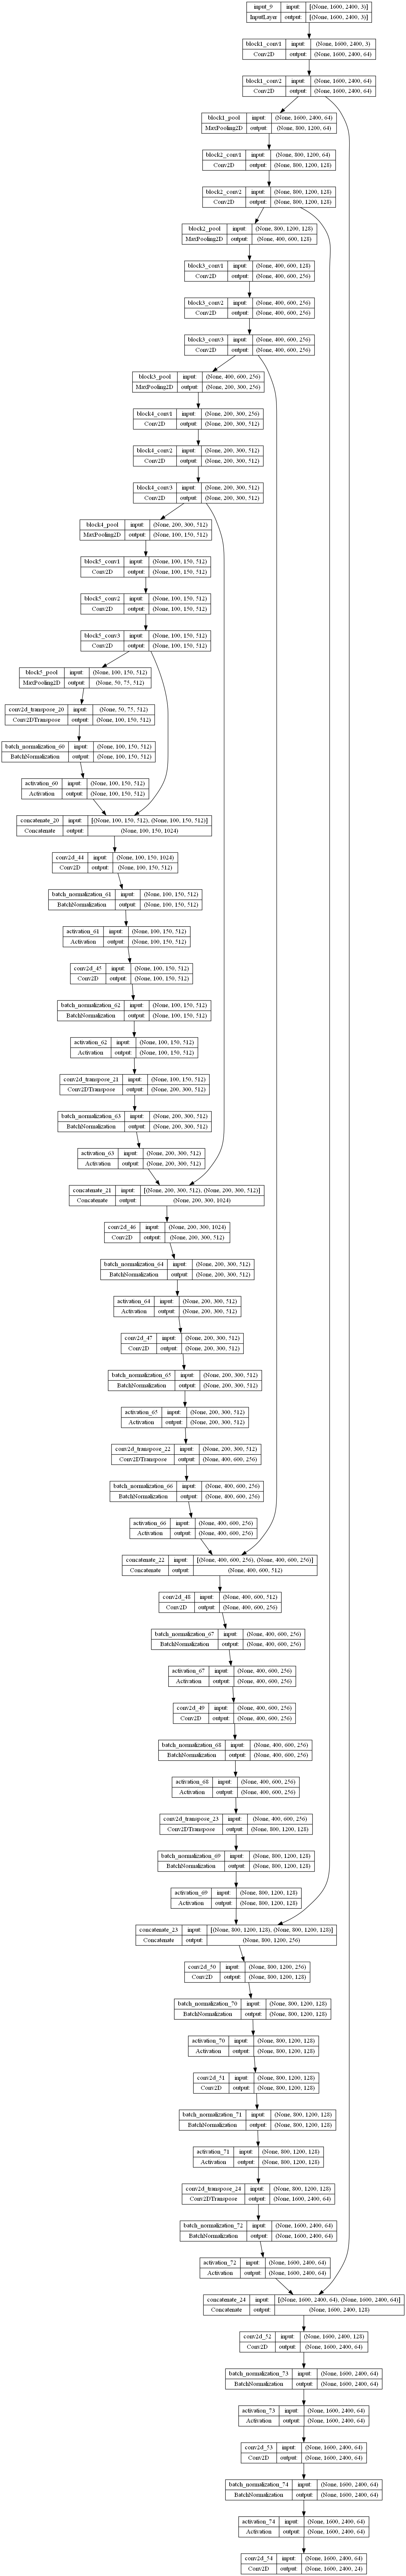 input_9 input: [(None, 1600, 2400, 3)]
InputLayer output: [(None, 1600, 2400, 3)]
block1_conv1 input: (None, 1600, 2400, 3)
Conv2D output: (None, 1600, 2400, 64)
block1_conv2 input: (None, 1600, 2400, 64)
Conv2D output: (None, 1600, 2400, 64)
block1_pool input: (None, 1600, 2400, 64)
MaxPooling2D output: (None, 800, 1200, 64)
block2_conv1 input: (None, 800, 1200, 64)
Conv2D output: (None, 800, 1200, 128)
block2_conv2 input: (None, 800, 1200, 128)
Conv2D output: (None, 800, 1200, 128)
block2_pool input: (None, 800, 1200, 128)
MaxPooling2D output: (None, 400, 600, 128)
block3_conv1 input: (None, 400, 600, 128)
Conv2D output: (None, 400, 600, 256)
block3_conv2 input: (None, 400, 600, 256)
Conv2D output: (None, 400, 600, 256)
block3_conv3 input: (None, 400, 600, 256)
Conv2D output: (None, 400, 600, 256)
block3_pool input: (None, 400, 600, 256)
MaxPooling2D output: (None, 200, 300, 256)
block4_conv1 input: (None, 200, 300, 256)
Conv2D output: (None, 200, 300, 512)
block4_conv2 input: (None, 200, 300, 512)
Conv2D output: (None, 200, 300, 512)
block4_conv3 input: (None, 200, 300, 512)
Conv2D output: (None, 200, 300, 512)
block4_pool input: (None, 200, 300, 512)
MaxPooling2D output: (None, 100, 150, 512)
block5_conv1 input: (None, 100, 150, 512)
Conv2D output: (None, 100, 150, 512)
block5_conv2 input: (None, 100, 150, 512)
Conv2D output: (None, 100, 150, 512)
block5_conv3 input: (None, 100, 150, 512)
Conv2D output: (None, 100, 150, 512)
block5_pool input: (None, 100, 150, 512)
MaxPooling2D output: (None, 50, 75, 512)
conv2d_transpose_20 input: (None, 50, 75, 512)
Conv2DTranspose output: (None, 100, 150, 512)
batch_normalization_60 input: (None, 100, 150, 512)
BatchNormalization output: (None, 100, 150, 512)
activation_60 input: (None, 100, 150, 512)
Activation output: (None, 100, 150, 512)
concatenate_20 input: [(None, 100, 150, 512), (None, 100, 150, 512)]
Concatenate output: (None, 100, 150, 1024)
conv2d_44 input: (None, 100, 150, 1024)
Conv2D output: (None, 100, 150, 512)
batch_normalization_61 input: (None, 100, 150, 512)
BatchNormalization output: (None, 100, 150, 512)
activation_61 input: (None, 100, 150, 512)
Activation output: (None, 100, 150, 512)
conv2d_45 input: (None, 100, 150, 512)
Conv2D output: (None, 100, 150, 512)
batch_normalization_62 input: (None, 100, 150, 512)
BatchNormalization output: (None, 100, 150, 512)
activation_62 input: (None, 100, 150, 512)
Activation output: (None, 100, 150, 512)
conv2d_transpose_21 input: (None, 100, 150, 512)
Conv2DTranspose output: (None, 200, 300, 512)
batch_normalization_63 input: (None, 200, 300, 512)
BatchNormalization output: (None, 200, 300, 512)
activation_63 input: (None, 200, 300, 512)
Activation output: (None, 200, 300, 512)
concatenate_21 input: [(None, 200, 300, 512), (None, 200, 300, 512)]
Concatenate output: (None, 200, 300, 1024)
conv2d_46 input: (None, 200, 300, 1024)
Conv2D output: (None, 200, 300, 512)
batch_normalization_64 input: (None, 200, 300, 512)
BatchNormalization output: (None, 200, 300, 512)
activation_64 input: (None, 200, 300, 512)
Activation output: (None, 200, 300, 512)
conv2d_47 input: (None, 200, 300, 512)
Conv2D output: (None, 200, 300, 512)
batch_normalization_65 input: (None, 200, 300, 512)
BatchNormalization output: (None, 200, 300, 512)
activation_65 input: (None, 200, 300, 512)
Activation output: (None, 200, 300, 512)
conv2d_transpose_22 input: (None, 200, 300, 512)
Conv2DTranspose output: (None, 400, 600, 256)
batch_normalization_66 input: (None, 400, 600, 256)
BatchNormalization output: (None, 400, 600, 256)
activation_66 input: (None, 400, 600, 256)
Activation output: (None, 400, 600, 256)
concatenate_22 input: [(None, 400, 600, 256), (None, 400, 600, 256)]
Concatenate output: (None, 400, 600, 512)
conv2d_48 input: (None, 400, 600, 512)
Conv2D output: (None, 400, 600, 256)
batch_normalization_67 input: (None, 400, 600, 256)
BatchNormalization output: (None, 400, 600, 256)
activation_67 input: (None, 400, 600, 256)
Activation output: (None, 400, 600, 256)
conv2d_49 input: (None, 400, 600, 256)
Conv2D output: (None, 400, 600, 256)
batch_normalization_68 input: (None, 400, 600, 256)
BatchNormalization output: (None, 400, 600, 256)
activation_68 input: (None, 400, 600, 256)
Activation output: (None, 400, 600, 256)
conv2d_transpose_23 input: (None, 400, 600, 256)
Conv2DTranspose output: (None, 800, 1200, 128)
batch_normalization_69 input: (None, 800, 1200, 128)
BatchNormalization output: (None, 800, 1200, 128)
activation_69 input: (None, 800, 1200, 128)
Activation output: (None, 800, 1200, 128)
concatenate_23 input: [(None, 800, 1200, 128), (None, 800, 1200, 128)]
Concatenate output: (None, 800, 1200, 256)
conv2d_50 input: (None, 800, 1200, 256)
Conv2D output: (None, 800, 1200, 128)
batch_normalization_70 input: (None, 800, 1200, 128)
BatchNormalization output: (None, 800, 1200, 128)
activation_70 input: (None, 800, 1200, 128)
Activation output: (None, 800, 1200, 128)
conv2d_51 input: (None, 800, 1200, 128)
Conv2D output: (None, 800, 1200, 128)
batch_normalization_71 input: (None, 800, 1200, 128)
BatchNormalization output: (None, 800, 1200, 128)
activation_71 input: (None, 800, 1200, 128)
Activation output: (None, 800, 1200, 128)
conv2d_transpose_24 input: (None, 800, 1200, 128)
Conv2DTranspose output: (None, 1600, 2400, 64)
batch_normalization_72 input: (None, 1600, 2400, 64)
BatchNormalization output: (None, 1600, 2400, 64)
activation_72 input: (None, 1600, 2400, 64)
Activation output: (None, 1600, 2400, 64)
concatenate_24 input: [(None, 1600, 2400, 64), (None, 1600, 2400, 64)]
Concatenate output: (None, 1600, 2400, 128)
conv2d_52 input: (None, 1600, 2400, 128)
Conv2D output: (None, 1600, 2400, 64)
batch_normalization_73 input: (None, 1600, 2400, 64)
BatchNormalization output: (None, 1600, 2400, 64)
activation_73 input: (None, 1600, 2400, 64)
Activation output: (None, 1600, 2400, 64)
conv2d_53 input: (None, 1600, 2400, 64)
Conv2D output: (None, 1600, 2400, 64)
batch_normalization_74 input: (None, 1600, 2400, 64)
BatchNormalization output: (None, 1600, 2400, 64)
activation_74 input: (None, 1600, 2400, 64)
Activation output: (None, 1600, 2400, 64)
conv2d_54 input: (None, 1600, 2400, 64)
Conv2D output: (None, 1600, 2400, 24)